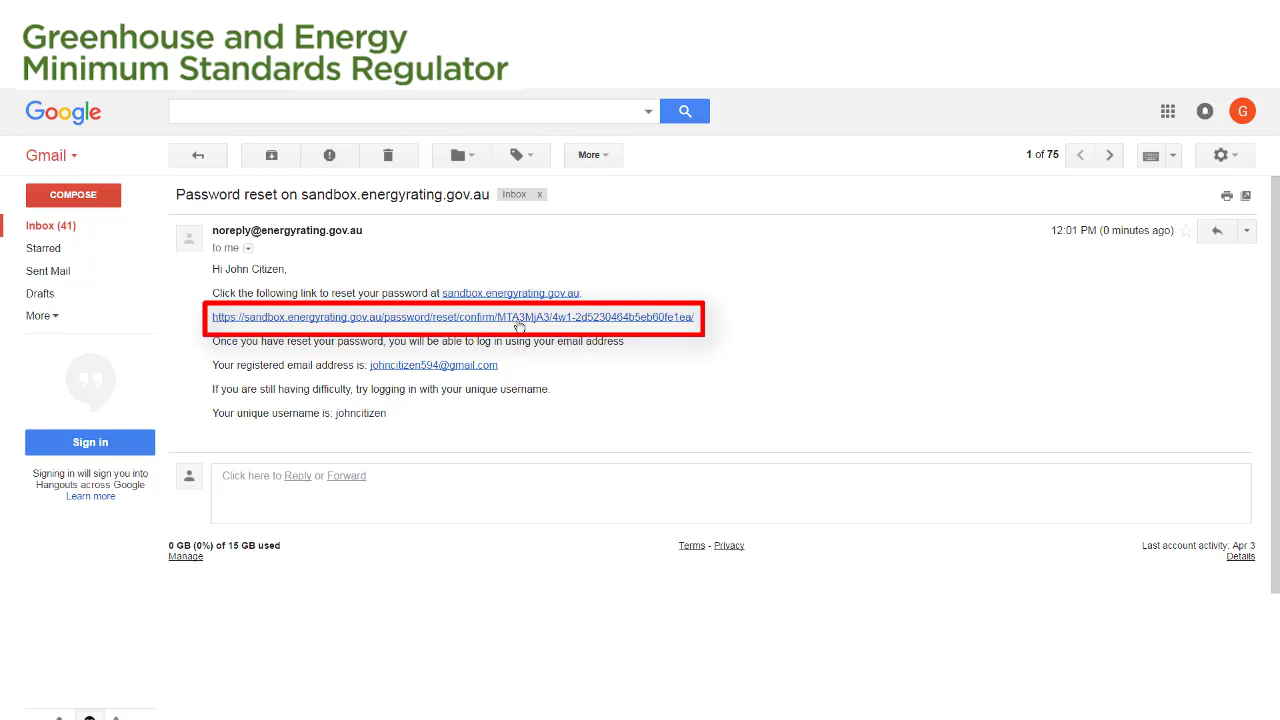 Greenhouse and Energy
Minimum Standards Regulator
Google
G
Gmail
More
1 of 75
COMPOSE
Password reset on sandbox.energyrating.gov.au Inbox x
Inbox (41)
Starred
Sent Mail
Drafts
More
noreply@energyrating.gov.au
12:01 PM (0 minutes ago)
to me
Hi John Citizen,
Click the following link to reset your password at sandbox.energyrating.gov.au:
https://sandbox.energyrating.gov.au/password/reset/confirm/MTA3MjA3/4w1-2d5230464b5eb60fe1ea/
Once you have reset your password, you will be able to log in using your email address
Your registered email address is: johncitizen594@gmail.com
If you are still having difficulty, try logging in with your unique username.
Your unique username is: johncitizen
Sign in
Signing in will sign you into
Hangouts across Google
Learn more
Click here to Reply or Forward
0 GB (0%) of 15 GB used
Manage
Terms - Privacy
Last account activity: Apr 3
Details